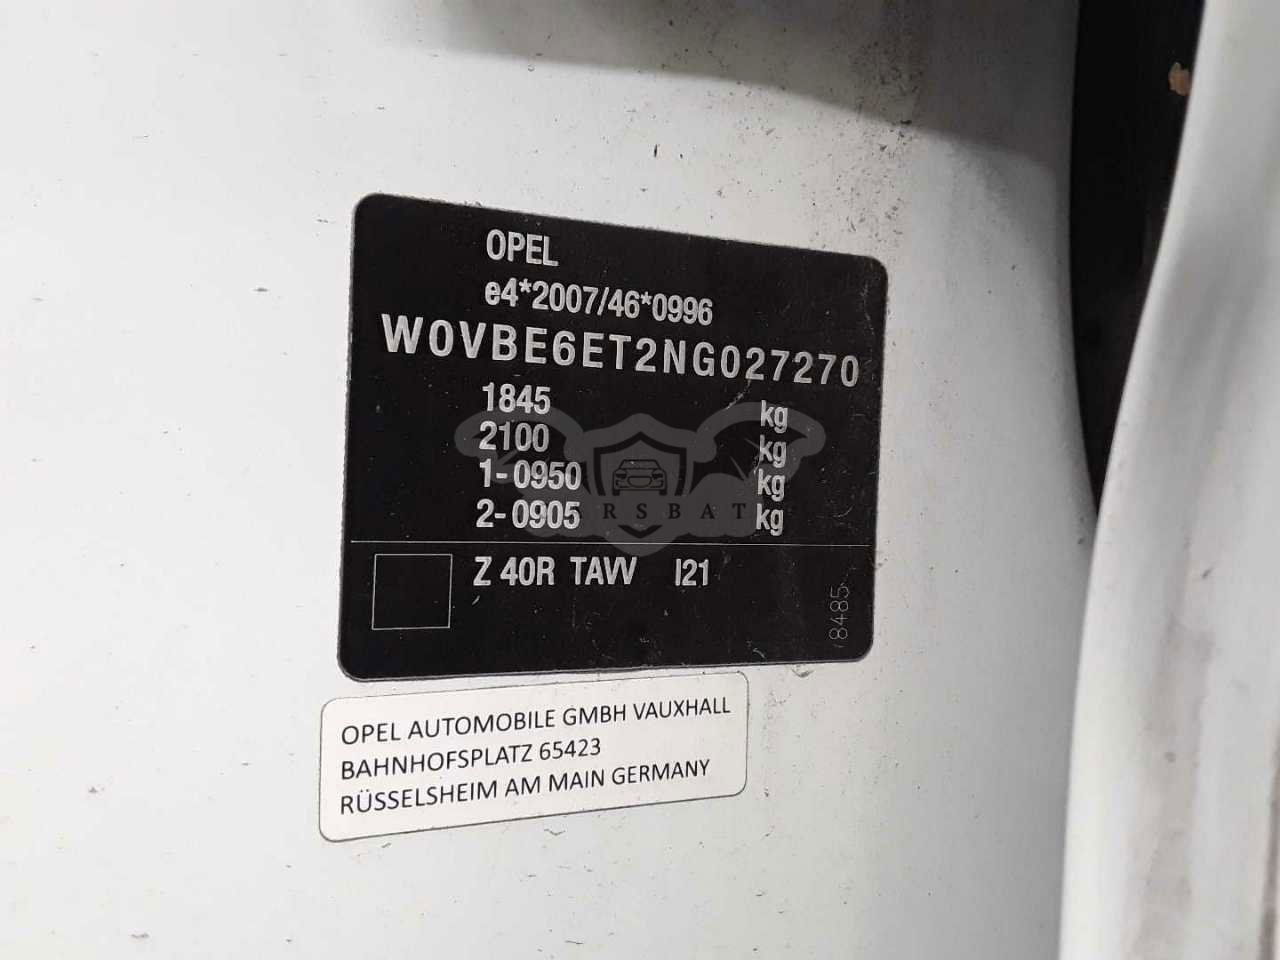 OPEL
e4*2007/46*0996
W0VBE6ET2NG027270
1845 kg
2100 kg
1-0950 kg
2-0905 kg
Z 40R TAVV I21
8485
OPEL AUTOMOBILE GMBH VAUXHALL
BAHNHOFSPLATZ 65423
RÜSSELSHEIM AM MAIN GERMANY